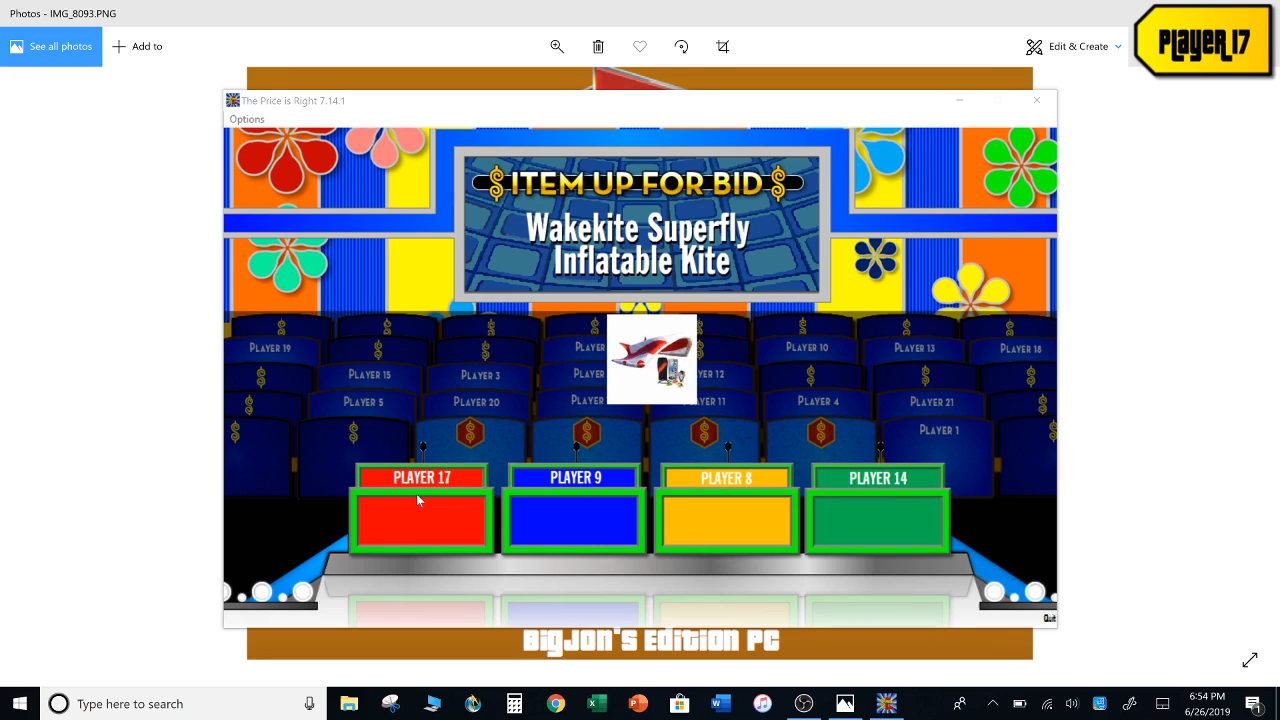 Photos - IMG_8093.PNG
See all photos
Add to
Edit & Create
PLAYER 17
The Price is Right 7.14.1
Options
$ITEM UP FOR BID$
Wakekite Superfly
Inflatable Kite
PLAYER 19
PLAYER 10
PLAYER 13
PLAYER 18
PLAYER 15
PLAYER 3
12
PLAYER 5
PLAYER 20
11
PLAYER 4
PLAYER 21
PLAYER 1
PLAYER 17
PLAYER 9
PLAYER 8
PLAYER 14
Quit
BigJon's Edition PC
Type here to search
6:54 PM
6/26/2019
1